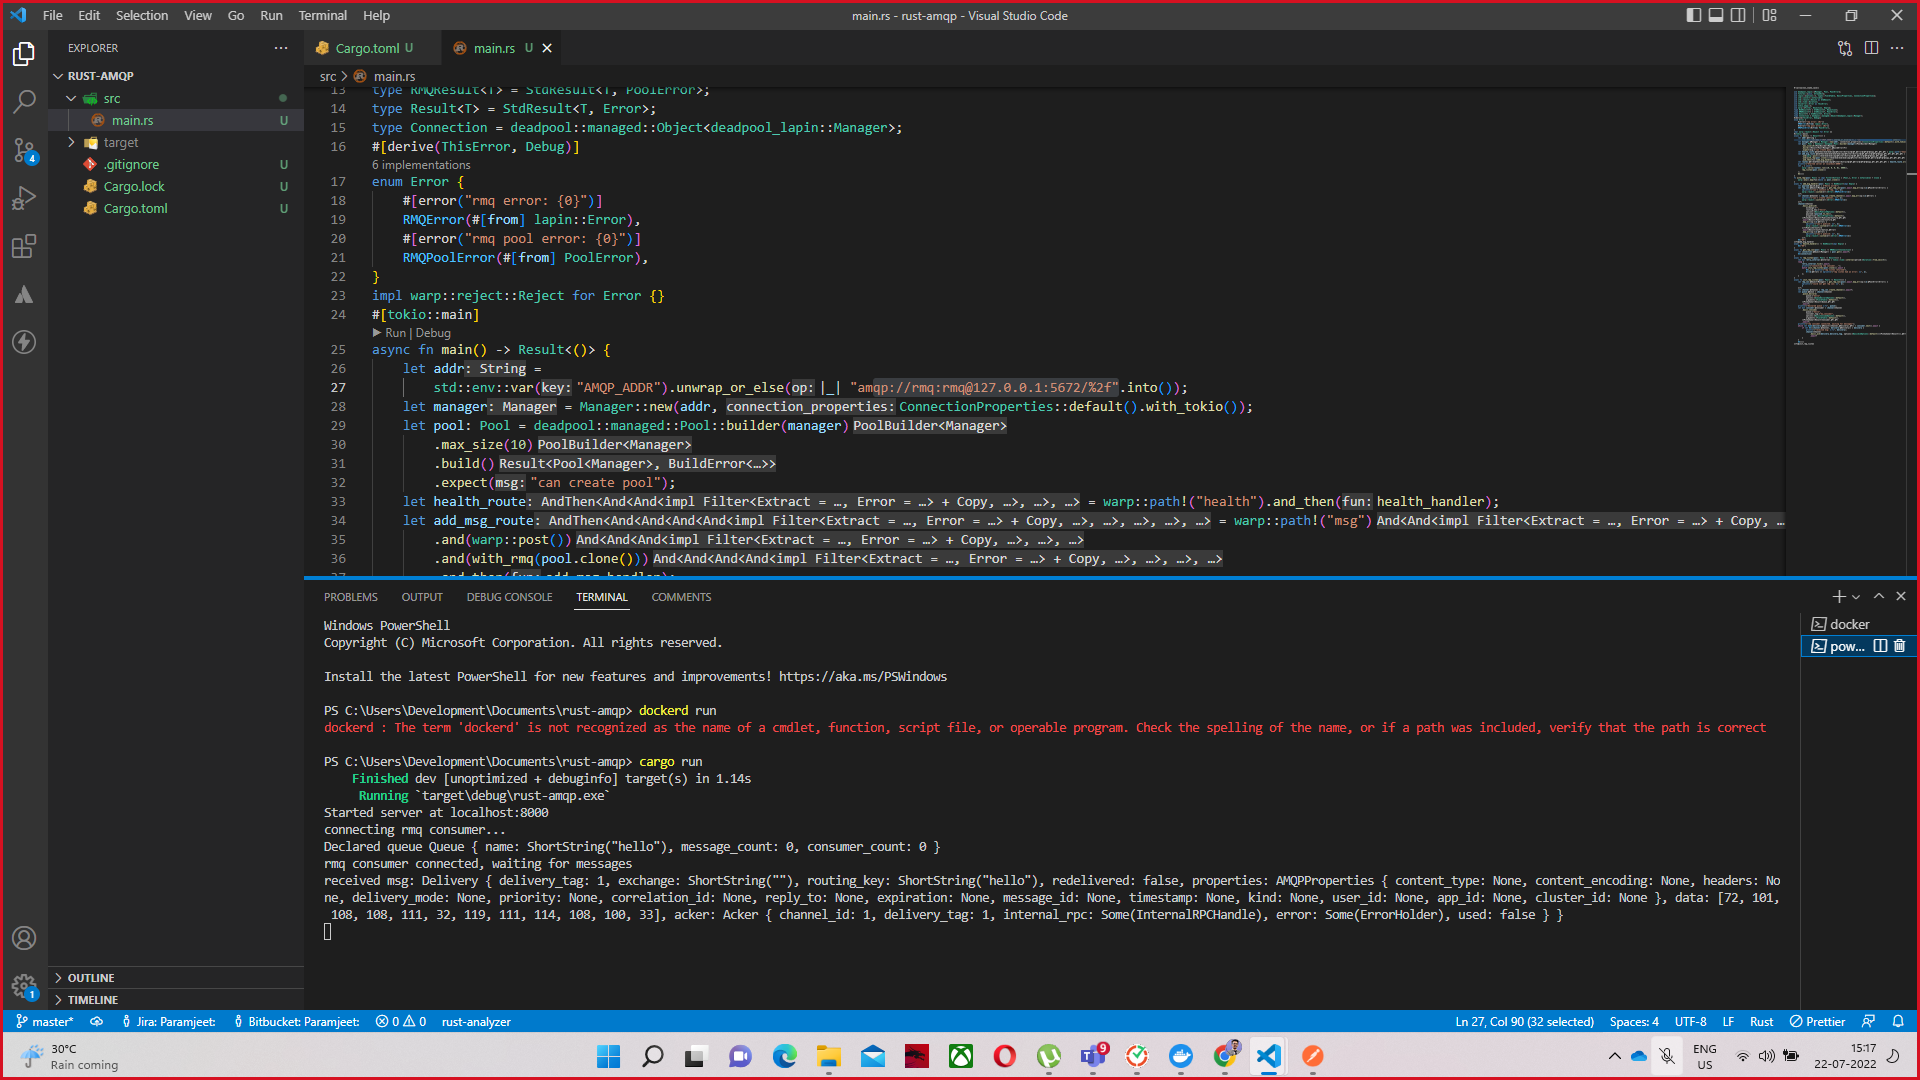 File Edit Selection View Go Run Terminal Help
main.rs - rust-amqp - Visual Studio Code
EXPLORER
RUST-AMQP
src
main.rs U
target
.gitignore U
Cargo.lock U
Cargo.toml U
OUTLINE
TIMELINE
Cargo.toml U
main.rs U
src > main.rs
13 type RMQResult<T> = StdResult<T, PoolError>;
14 type Result<T> = StdResult<T, Error>;
15 type Connection = deadpool::managed::Object<deadpool_lapin::Manager>;
16 #[derive(ThisError, Debug)]
6 implementations
17 enum Error {
18 #[error("rmq error: {0}")]
19 RMQError(#[from] lapin::Error),
20 #[error("rmq pool error: {0}")]
21 RMQPoolError(#[from] PoolError),
22 }
23 impl warp::reject::Reject for Error {}
24 #[tokio::main]
Run | Debug
25 async fn main() -> Result<()> {
26 let addr: String =
27 std::env::var(key: "AMQP_ADDR").unwrap_or_else(op: |_| "amqp://rmq:rmq@127.0.0.1:5672/%2f".into());
28 let manager: Manager = Manager::new(addr, connection_properties: ConnectionProperties::default().with_tokio());
29 let pool: Pool = deadpool::managed::Pool::builder(manager) PoolBuilder<Manager>
30 .max_size(10) PoolBuilder<Manager>
31 .build() Result<Pool<Manager>, BuildError<…>>
32 .expect(msg: "can create pool");
33 let health_route: AndThen<And<And<impl Filter<Extract = …, Error = …> + Copy, …>, …>, …> = warp::path!("health").and_then(fun: health_handler);
34 let add_msg_route: AndThen<And<And<And<And<impl Filter<Extract = …, Error = …> + Copy, …>, …>, …>, …>, …> = warp::path!("msg") And<And<impl Filter<Extract = …, Error = …> + Copy, …
35 .and(warp::post()) And<And<And<impl Filter<Extract = …, Error = …> + Copy, …>, …>, …>
36 .and(with_rmq(pool.clone())) And<And<And<And<impl Filter<Extract = …, Error = …> + Copy, …>, …>, …>, …>
37 .and_then(fun: add_msg_handler);
PROBLEMS OUTPUT DEBUG CONSOLE TERMINAL COMMENTS
Windows PowerShell
Copyright (C) Microsoft Corporation. All rights reserved.
Install the latest PowerShell for new features and improvements! https://aka.ms/PSWindows
PS C:\Users\Development\Documents\rust-amqp> dockerd run
dockerd : The term 'dockerd' is not recognized as the name of a cmdlet, function, script file, or operable program. Check the spelling of the name, or if a path was included, verify that the path is correct
PS C:\Users\Development\Documents\rust-amqp> cargo run
Finished dev [unoptimized + debuginfo] target(s) in 1.14s
Running `target\debug\rust-amqp.exe`
Started server at localhost:8000
connecting rmq consumer...
Declared queue Queue { name: ShortString("hello"), message_count: 0, consumer_count: 0 }
rmq consumer connected, waiting for messages
received msg: Delivery { delivery_tag: 1, exchange: ShortString(""), routing_key: ShortString("hello"), redelivered: false, properties: AMQPProperties { content_type: None, content_encoding: None, headers: No
ne, delivery_mode: None, priority: None, correlation_id: None, reply_to: None, expiration: None, message_id: None, timestamp: None, kind: None, user_id: None, app_id: None, cluster_id: None }, data: [72, 101,
108, 108, 111, 32, 119, 111, 114, 108, 100, 33], acker: Acker { channel_id: 1, delivery_tag: 1, internal_rpc: Some(InternalRPCHandle), error: Some(ErrorHolder), used: false } }
docker
pow...
4
1
master* Jira: Paramjeet: Bitbucket: Paramjeet: 0 0 rust-analyzer
Ln 27, Col 90 (32 selected) Spaces: 4 UTF-8 LF Rust Prettier
30°C
Rain coming
9
ENG
US
15:17
22-07-2022